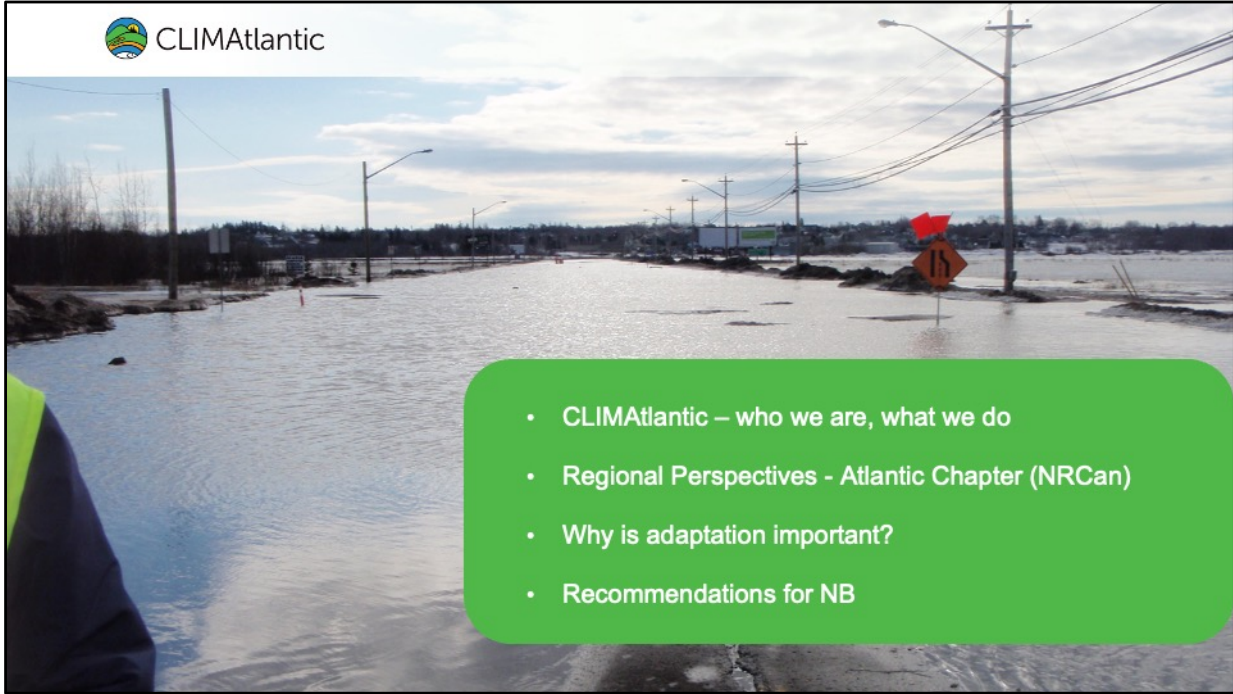 CLIMAtlantic
• CLIMAtlantic – who we are, what we do
• Regional Perspectives - Atlantic Chapter (NRCan)
• Why is adaptation important?
• Recommendations for NB